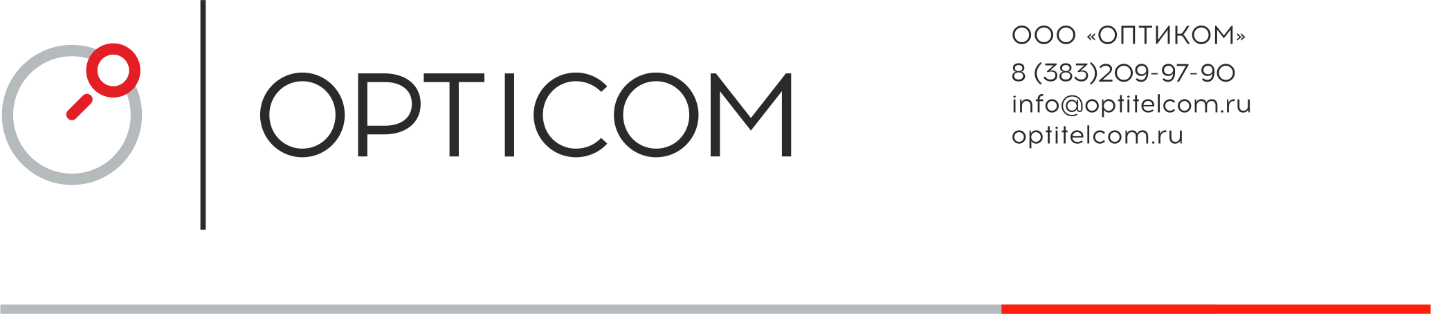 OPTICOM
ООО «ОПТИКОМ»
8 (383)209-97-90
info@optitelcom.ru
optitelcom.ru